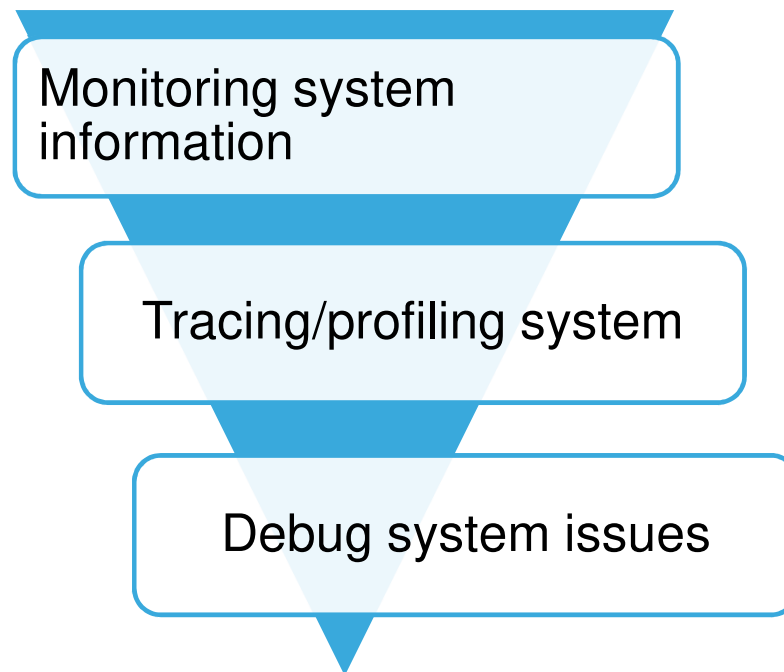 Monitoring system
information
Tracing/profiling system
Debug system issues